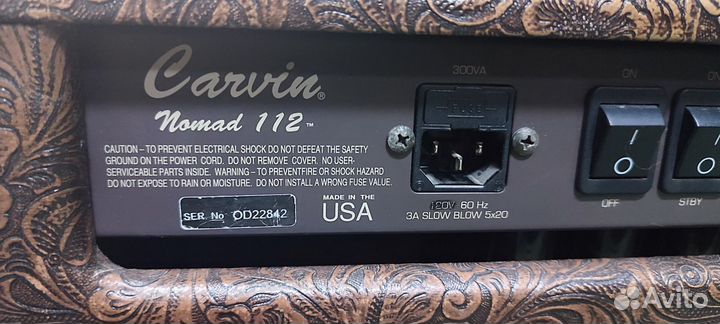 Carvin®
Nomad 112™
CAUTION – TO PREVENT ELECTRICAL SHOCK DO NOT DEFEAT THE SAFETY
GROUND ON THE POWER CORD. DO NOT REMOVE COVER. NO USER-
SERVICEABLE PARTS INSIDE. WARNING – TO PREVENTFIRE OR SHOCK HAZARD
DO NOT EXPOSE TO RAIN OR MOISTURE. DO NOT INSTALL A WRONG FUSE VALUE.
SER. No OD22842
MADE IN THE
USA
300VA
FUSE
120V 60 Hz
3A SLOW BLOW 5x20
ON
OFF
STBY
Avito